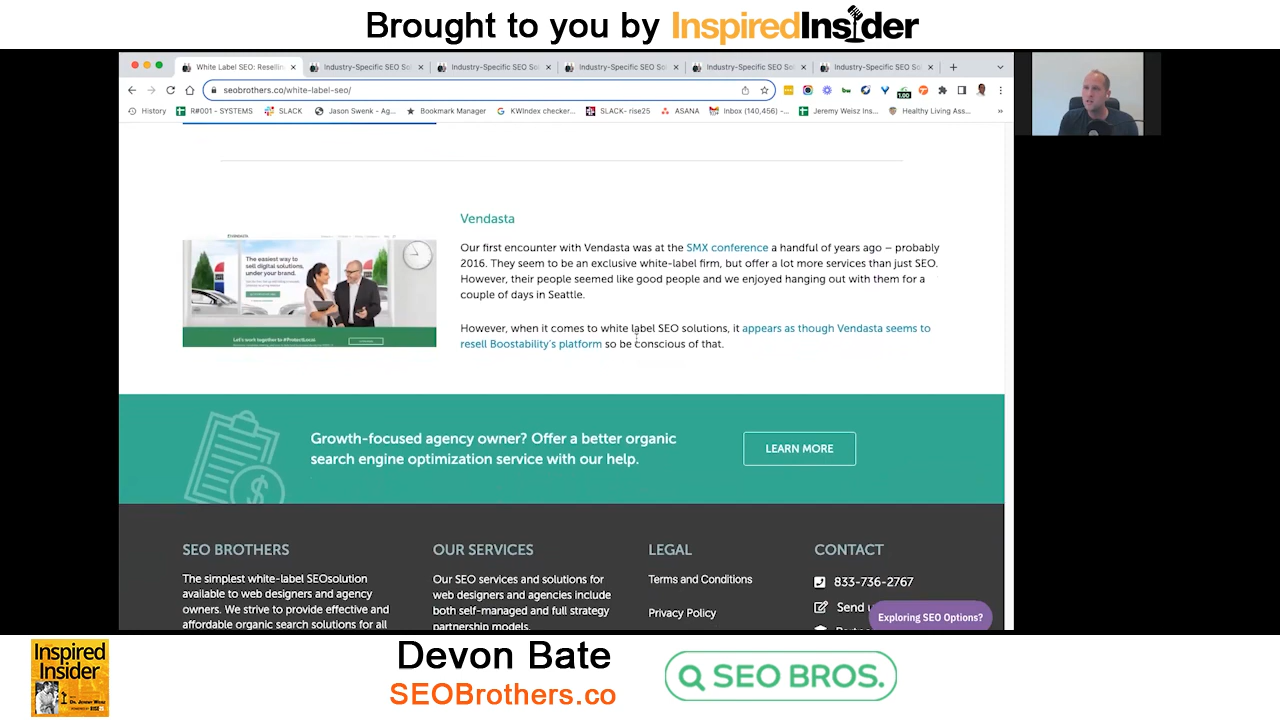 Brought to you by InspiredInsider
White Label SEO: Resellin
Industry-Specific SEO So
Industry-Specific SEO So
Industry-Specific SEO So
Industry-Specific SEO So
Industry-Specific SEO So
seobrothers.co/white-label-seo/
1.00
History R#001 - SYSTEMS SLACK Jason Swenk - Ag... Bookmark Manager KWIndex checker... SLACK- rise25 ASANA Inbox (140,456) -... Jeremy Weisz Ins... Healthy Living Ass... »
Vendasta
Our first encounter with Vendasta was at the SMX conference a handful of years ago – probably
2016. They seem to be an exclusive white-label firm, but offer a lot more services than just SEO.
However, their people seemed like good people and we enjoyed hanging out with them for a
couple of days in Seattle.
However, when it comes to white label SEO solutions, it appears as though Vendasta seems to
resell Boostability's platform so be conscious of that.
The easiest way to
sell digital solutions,
under your brand.
Let's work together to #ProtectLocal
Growth-focused agency owner? Offer a better organic
search engine optimization service with our help.
LEARN MORE
SEO BROTHERS
The simplest white-label SEOsolution
available to web designers and agency
owners. We strive to provide effective and
affordable organic search solutions for all
OUR SERVICES
Our SEO services and solutions for
web designers and agencies include
both self-managed and full strategy
partnership models.
LEGAL
Terms and Conditions
Privacy Policy
CONTACT
833-736-2767
Send
Exploring SEO Options?
Inspired
Insider
Devon Bate
SEOBrothers.co
SEO BROS.